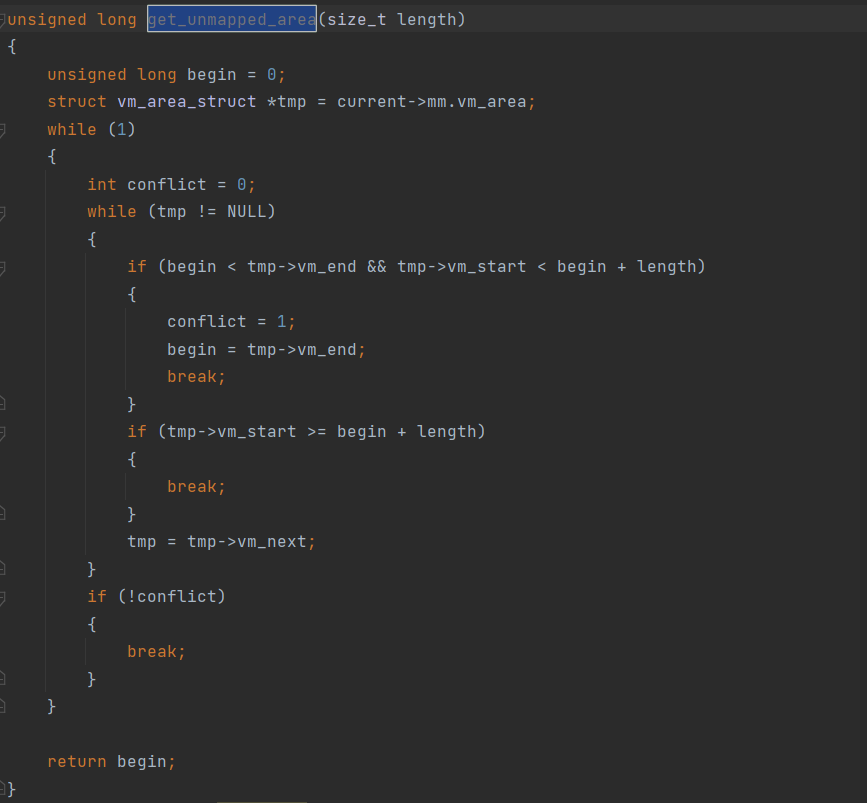 unsigned long get_unmapped_area(size_t length)
{
    unsigned long begin = 0;
    struct vm_area_struct *tmp = current->mm.vm_area;
    while (1)
    {
        int conflict = 0;
        while (tmp != NULL)
        {
            if (begin < tmp->vm_end && tmp->vm_start < begin + length)
            {
                conflict = 1;
                begin = tmp->vm_end;
                break;
            }
            if (tmp->vm_start >= begin + length)
            {
                break;
            }
            tmp = tmp->vm_next;
        }
        if (!conflict)
        {
            break;
        }
    }

    return begin;
}